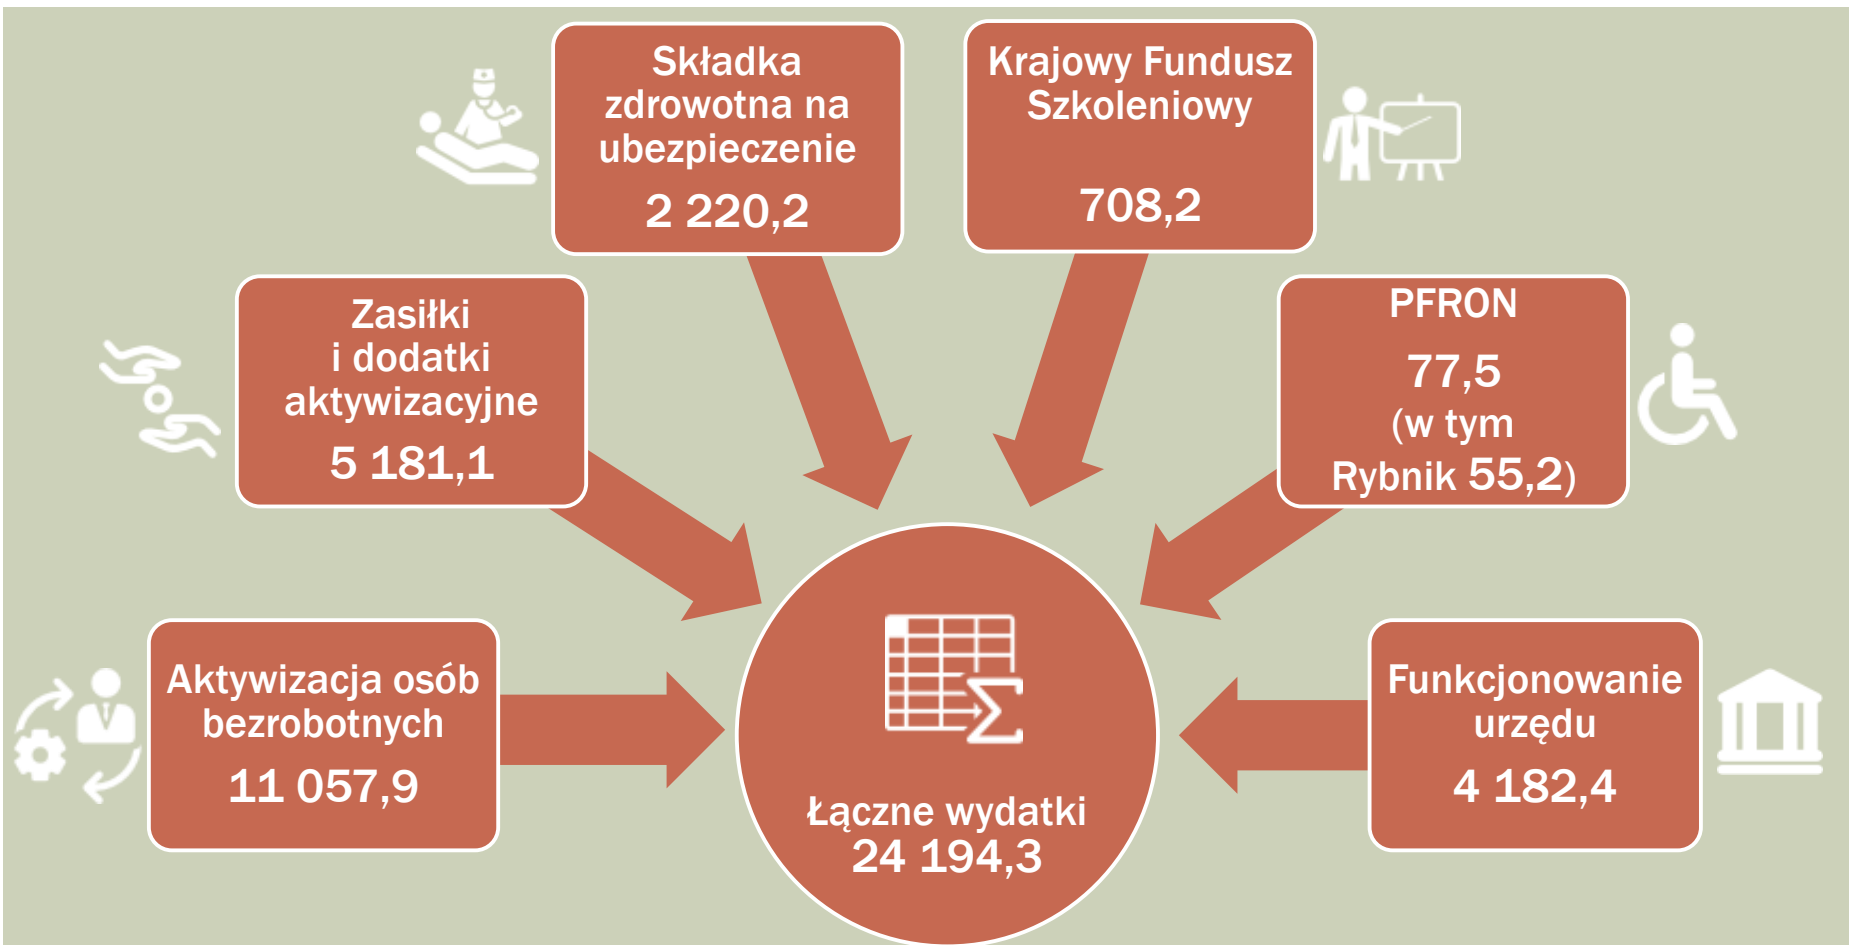 Składka
zdrowotna na
ubezpieczenie
2 220,2
Krajowy Fundusz
Szkoleniowy
708,2
Zasiłki
i dodatki
aktywizacyjne
5 181,1
PFRON
77,5
(w tym
Rybnik 55,2)
Aktywizacja osób
bezrobotnych
11 057,9
Łączne wydatki
24 194,3
Funkcjonowanie
urzędu
4 182,4